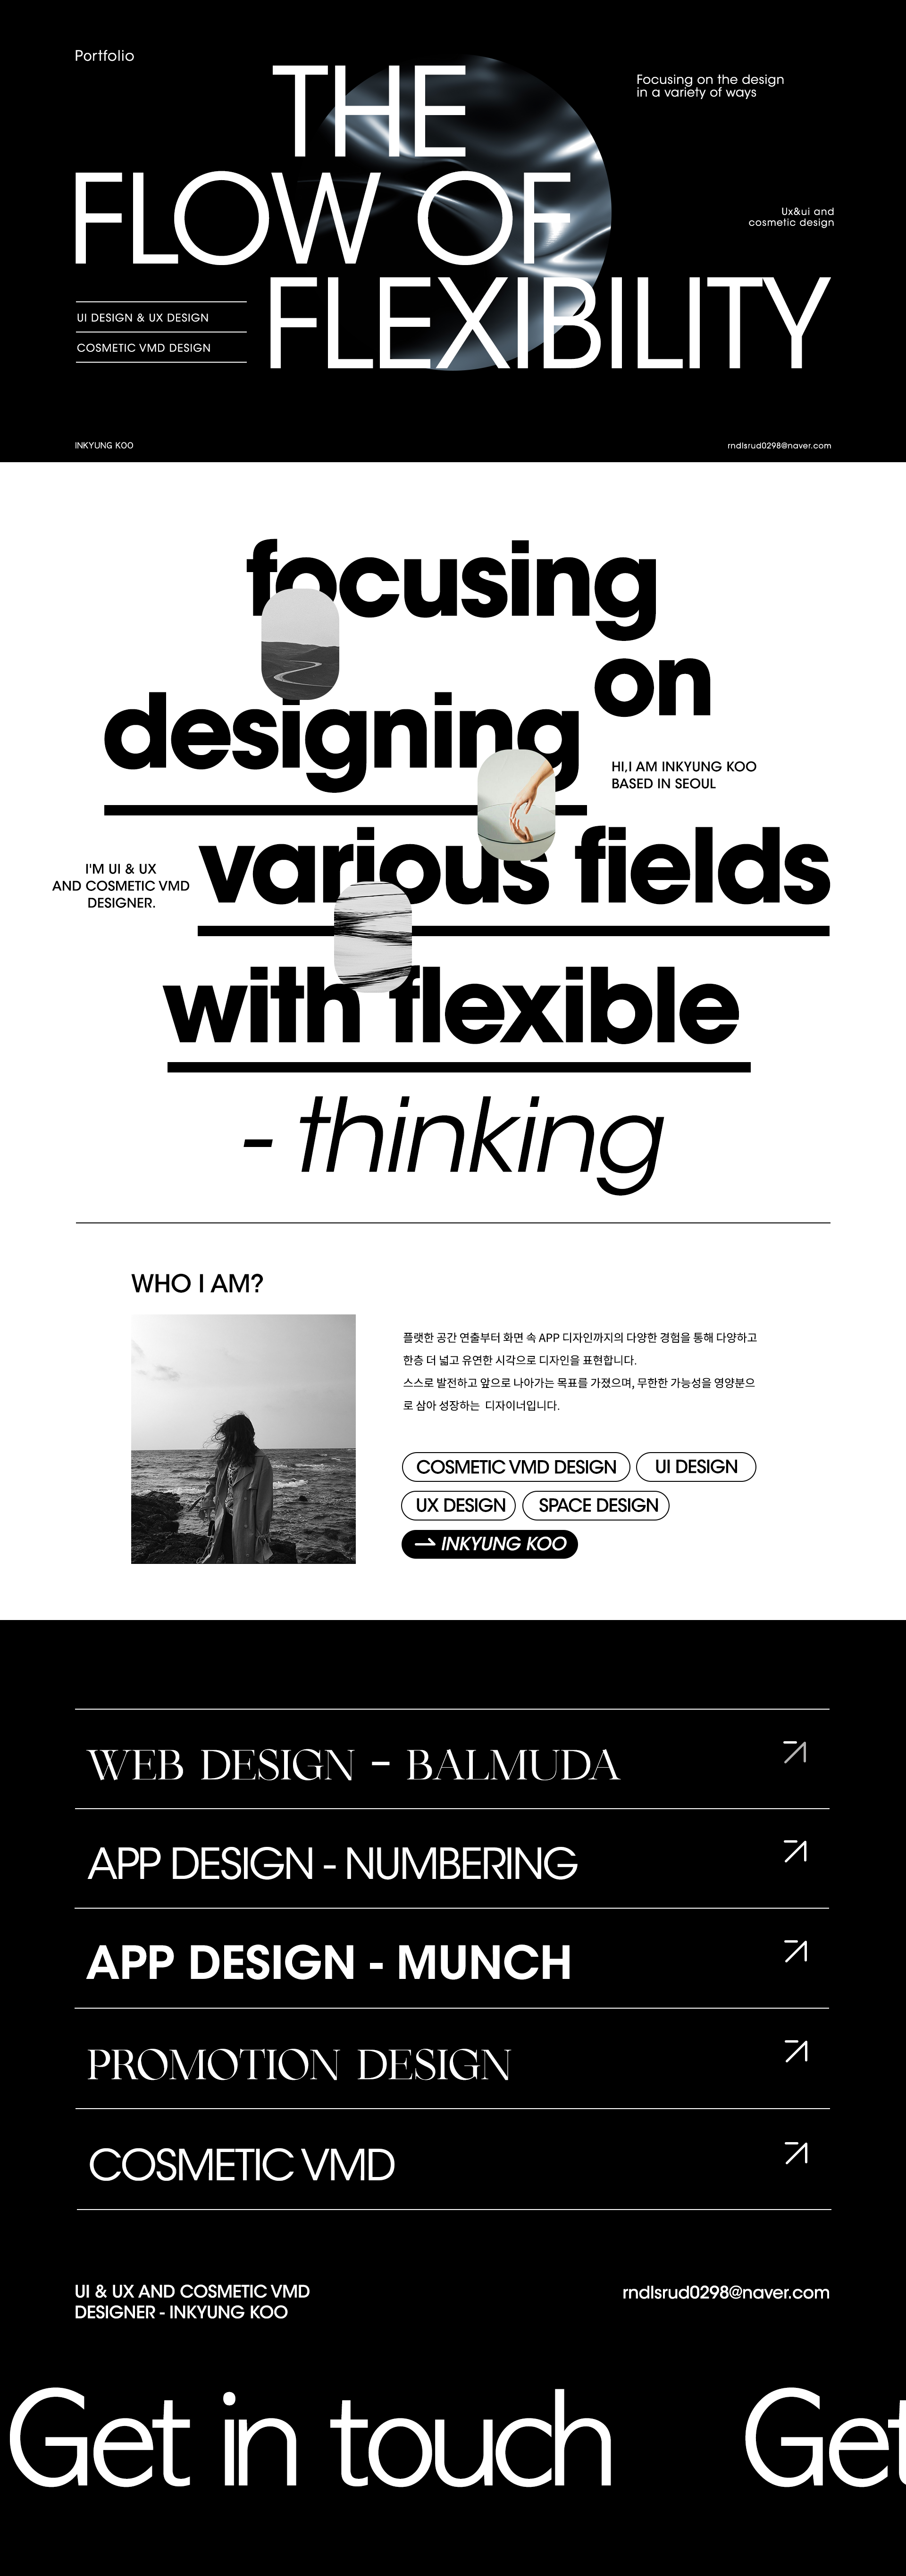 Portfolio
THE
Focusing on the design
in a variety of ways
FLOW OF
Ux&ui and
cosmetic design
FLEXIBILITY
UI DESIGN & UX DESIGN
COSMETIC VMD DESIGN
INKYUNG KOO
rndlsrud0298@naver.com
focusing
on
designing
HI,I AM INKYUNG KOO
BASED IN SEOUL
various fields
I'M UI & UX
AND COSMETIC VMD
DESIGNER.
with flexible
- thinking
WHO I AM?
플랫한 공간 연출부터 화면 속 APP 디자인까지의 다양한 경험을 통해 다양하고
한층 더 넓고 유연한 시각으로 디자인을 표현합니다.
스스로 발전하고 앞으로 나아가는 목표를 가졌으며, 무한한 가능성을 영양분으
로 삼아 성장하는 디자이너입니다.
COSMETIC VMD DESIGN
UI DESIGN
UX DESIGN
SPACE DESIGN
INKYUNG KOO
WEB DESIGN - BALMUDA
APP DESIGN - NUMBERING
APP DESIGN - MUNCH
PROMOTION DESIGN
COSMETIC VMD
UI & UX AND COSMETIC VMD
DESIGNER - INKYUNG KOO
rndlsrud0298@naver.com
Get in touch Get